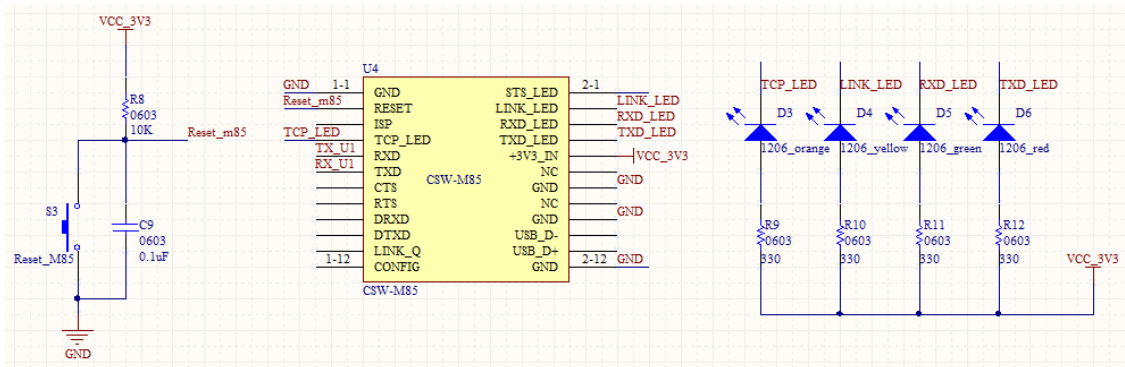 VCC_3V3
R8
0603
10K
Reset_m85
S3
Reset_M85
C9
0603
0.1uF
GND
U4
GND 1-1 GND STS_LED 2-1
Reset_m85 RESET LINK_LED LINK_LED
ISP RXD_LED RXD_LED
TCP_LED TCP_LED TXD_LED TXD_LED
TX_U1 RXD +3V3_IN VCC_3V3
RX_U1 TXD NC
CSW-M85
CTS GND GND
RTS NC
DRXD GND GND
DTXD USB_D-
LINK_Q USB_D+
1-12 CONFIG GND 2-12 GND
CSW-M85
TCP_LED LINK_LED RXD_LED TXD_LED
D3 D4 D5 D6
1206_orange 1206_yellow 1206_green 1206_red
R9 R10 R11 R12
0603 0603 0603 0603
330 330 330 330
VCC_3V3